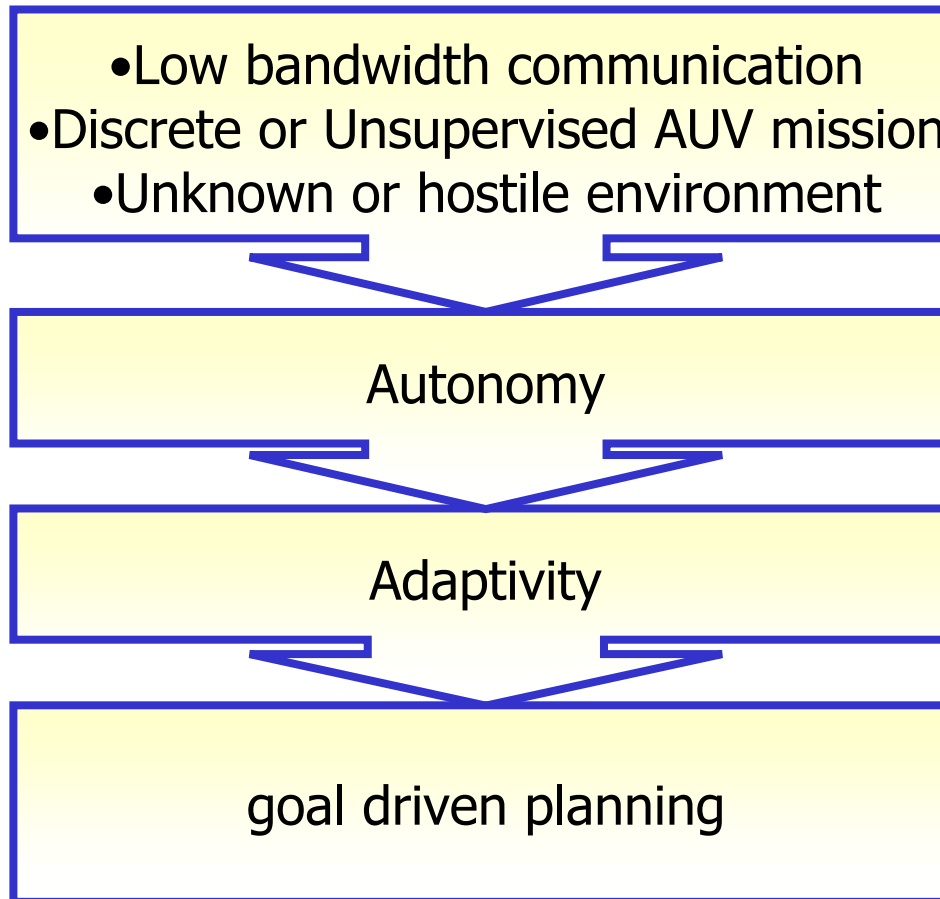 •Low bandwidth communication
•Discrete or Unsupervised AUV mission
•Unknown or hostile environment
Autonomy
Adaptivity
goal driven planning